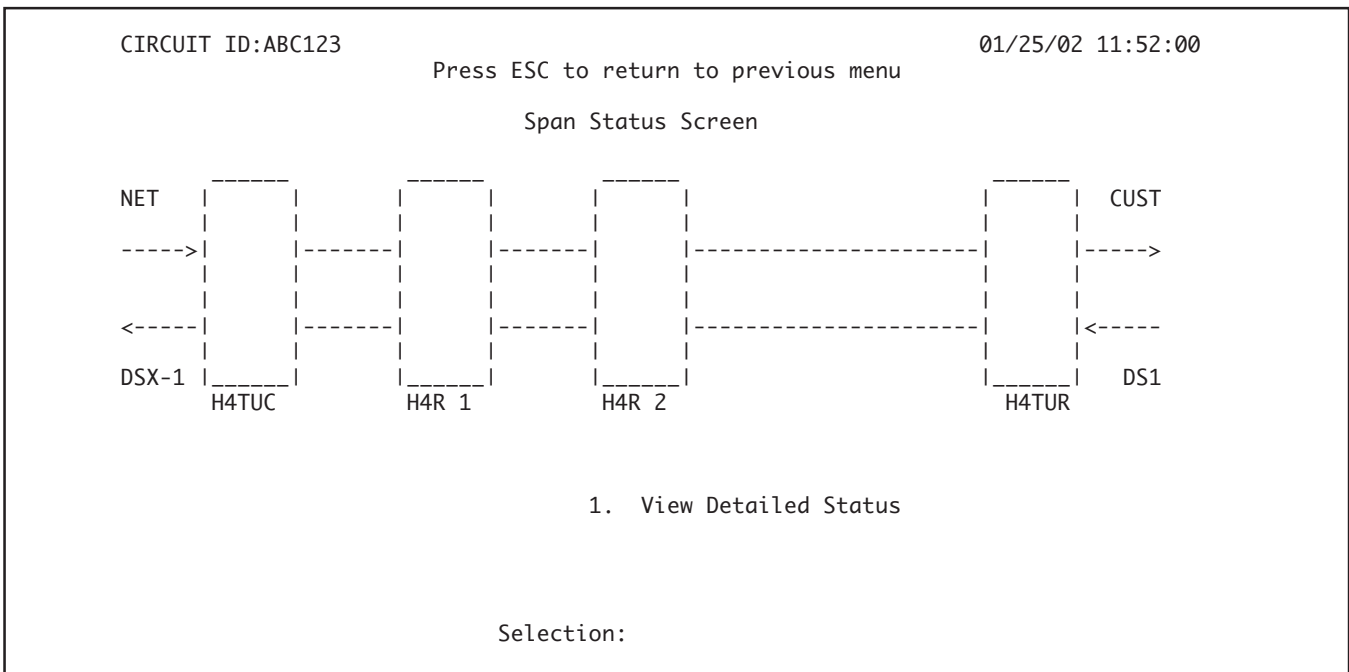 CIRCUIT ID:ABC123 01/25/02 11:52:00
Press ESC to return to previous menu
Span Status Screen
NET CUST
DSX-1 DS1
H4TUC H4R 1 H4R 2 H4TUR
1. View Detailed Status
Selection: